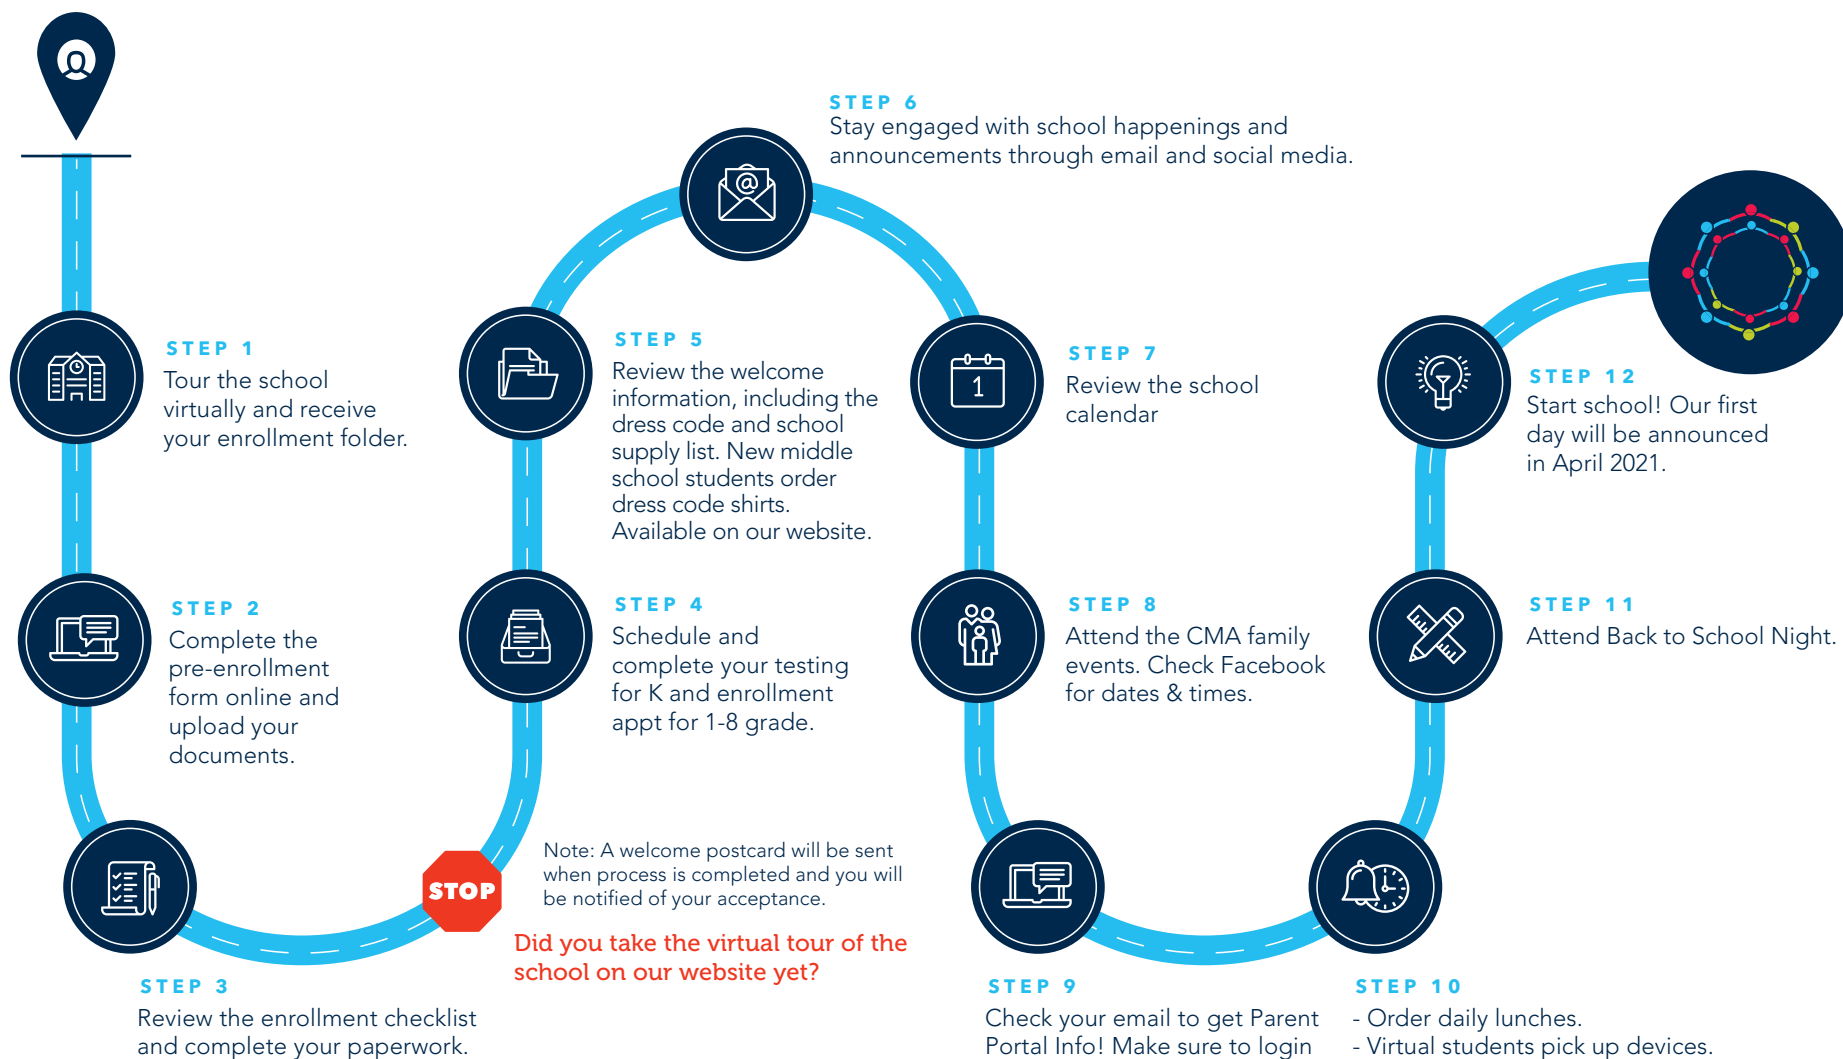 STEP 1
Tour the school
virtually and receive
your enrollment folder.
STEP 2
Complete the
pre-enrollment
form online and
upload your
documents.
STEP 3
Review the enrollment checklist
and complete your paperwork.
STOP
Note: A welcome postcard will be sent
when process is completed and you will
be notified of your acceptance.
Did you take the virtual tour of the
school on our website yet?
STEP 4
Schedule and
complete your testing
for K and enrollment
appt for 1-8 grade.
STEP 5
Review the welcome
information, including the
dress code and school
supply list. New middle
school students order
dress code shirts.
Available on our website.
@
STEP 6
Stay engaged with school happenings and
announcements through email and social media.
1
STEP 7
Review the school
calendar
STEP 8
Attend the CMA family
events. Check Facebook
for dates & times.
STEP 9
Check your email to get Parent
Portal Info! Make sure to login
STEP 10
- Order daily lunches.
- Virtual students pick up devices.
STEP 11
Attend Back to School Night.
STEP 12
Start school! Our first
day will be announced
in April 2021.